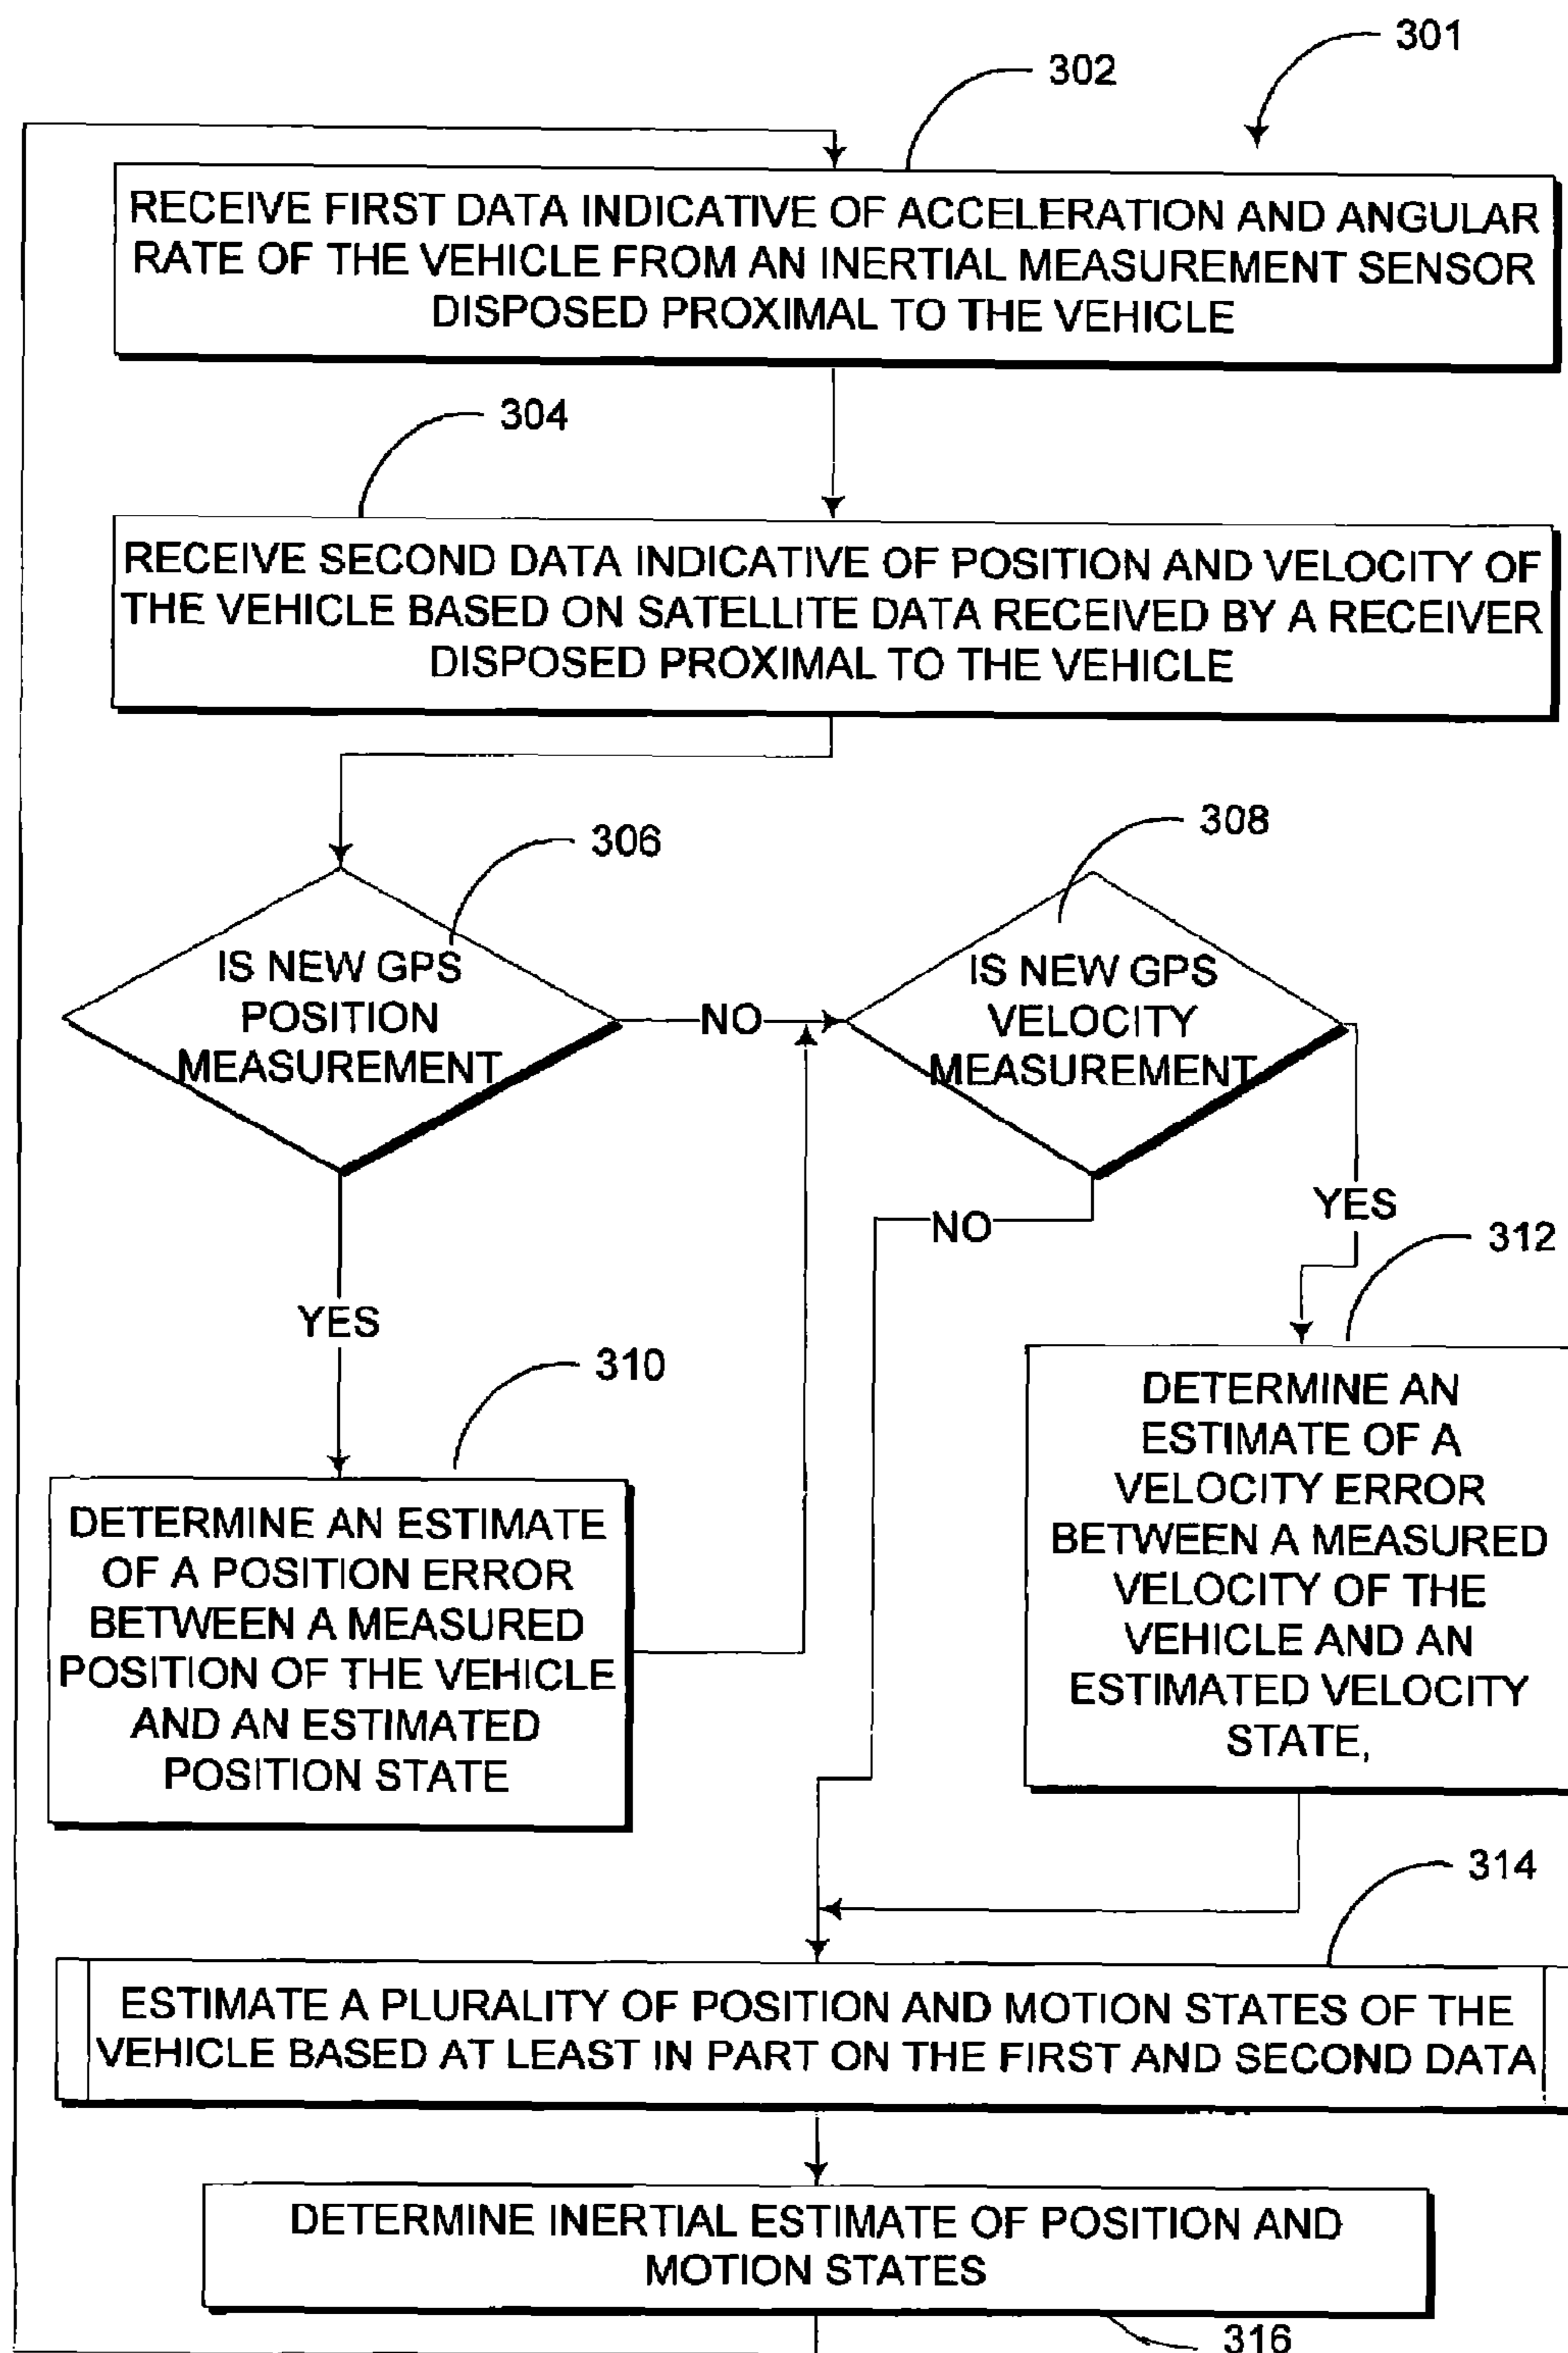 301
302
RECEIVE FIRST DATA INDICATIVE OF ACCELERATION AND ANGULAR
RATE OF THE VEHICLE FROM AN INERTIAL MEASUREMENT SENSOR
DISPOSED PROXIMAL TO THE VEHICLE
304
RECEIVE SECOND DATA INDICATIVE OF POSITION AND VELOCITY OF
THE VEHICLE BASED ON SATELLITE DATA RECEIVED BY A RECEIVER
DISPOSED PROXIMAL TO THE VEHICLE
306
IS NEW GPS
POSITION
MEASUREMENT
NO
308
IS NEW GPS
VELOCITY
MEASUREMENT
YES
NO
YES
310
DETERMINE AN ESTIMATE
OF A POSITION ERROR
BETWEEN A MEASURED
POSITION OF THE VEHICLE
AND AN ESTIMATED
POSITION STATE
312
DETERMINE AN
ESTIMATE OF A
VELOCITY ERROR
BETWEEN A MEASURED
VELOCITY OF THE
VEHICLE AND AN
ESTIMATED VELOCITY
STATE,
314
ESTIMATE A PLURALITY OF POSITION AND MOTION STATES OF THE
VEHICLE BASED AT LEAST IN PART ON THE FIRST AND SECOND DATA
DETERMINE INERTIAL ESTIMATE OF POSITION AND
MOTION STATES
316